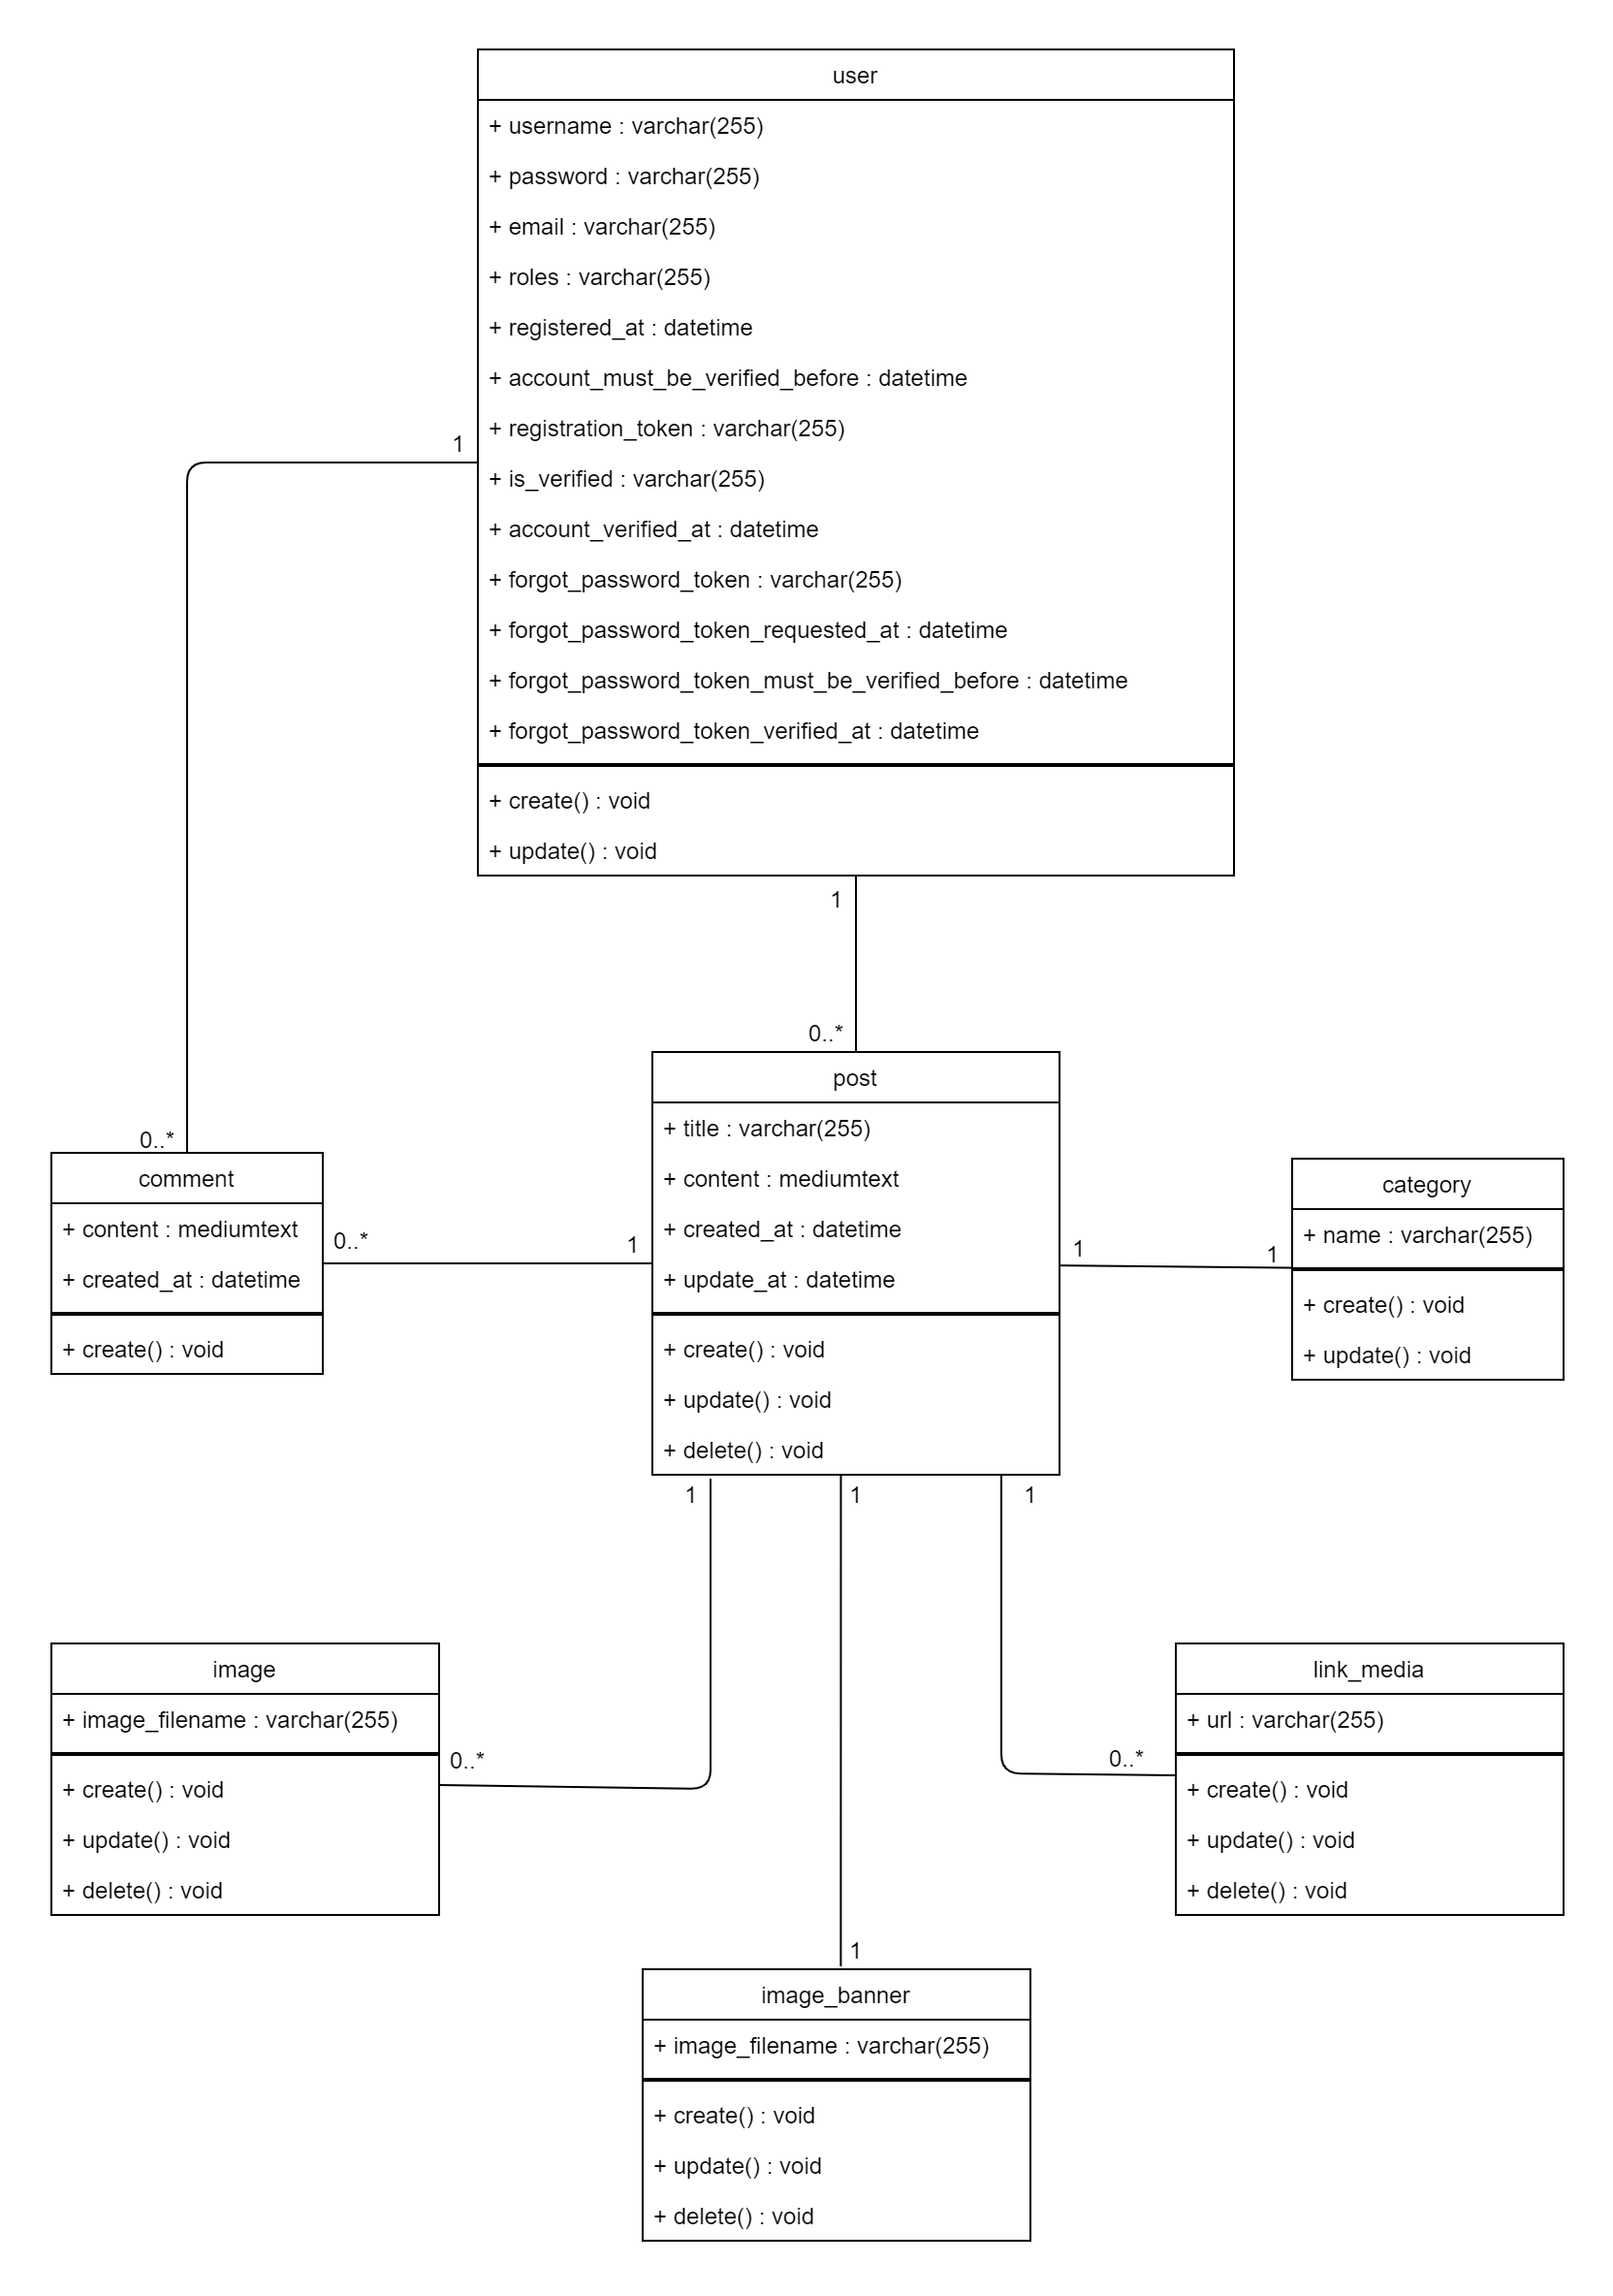 user
+ username : varchar(255)
+ password : varchar(255)
+ email : varchar(255)
+ roles : varchar(255)
+ registered_at : datetime
+ account_must_be_verified_before : datetime
+ registration_token : varchar(255)
+ is_verified : varchar(255)
+ account_verified_at : datetime
+ forgot_password_token : varchar(255)
+ forgot_password_token_requested_at : datetime
+ forgot_password_token_must_be_verified_before : datetime
+ forgot_password_token_verified_at : datetime
+ create() : void
+ update() : void
1
1
0..*
0..*
comment
+ content : mediumtext
+ created_at : datetime
+ create() : void
0..*
1
post
+ title : varchar(255)
+ content : mediumtext
+ created_at : datetime
+ update_at : datetime
+ create() : void
+ update() : void
+ delete() : void
1
1
category
+ name : varchar(255)
+ create() : void
+ update() : void
1
1
1
image
+ image_filename : varchar(255)
+ create() : void
+ update() : void
+ delete() : void
0..*
0..*
link_media
+ url : varchar(255)
+ create() : void
+ update() : void
+ delete() : void
1
image_banner
+ image_filename : varchar(255)
+ create() : void
+ update() : void
+ delete() : void